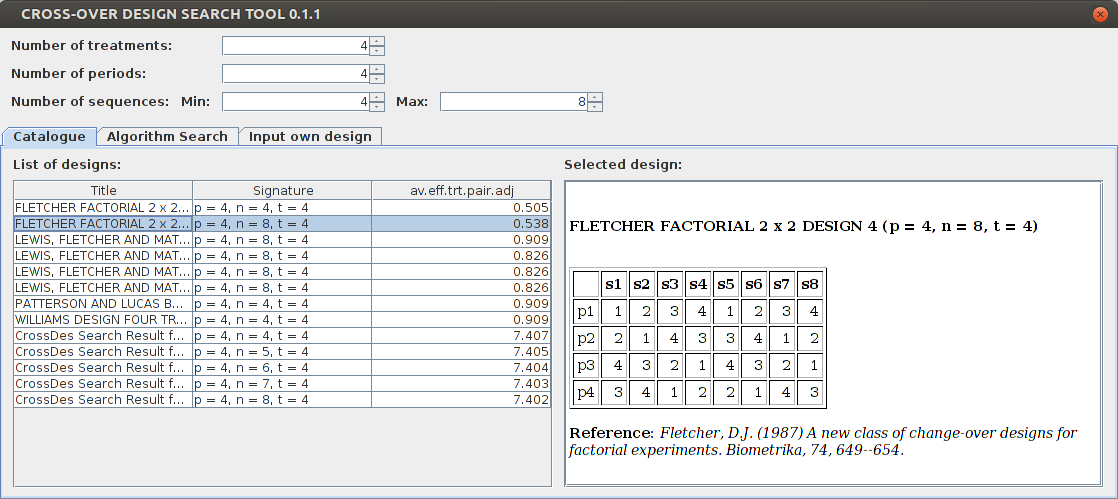 CROSS-OVER DESIGN SEARCH TOOL 0.1.1
Number of treatments: 4
Number of periods: 4
Number of sequences: Min: 4 Max: 8
Catalogue Algorithm Search Input own design
List of designs:
Title Signature av.eff.trt.pair.adj
FLETCHER FACTORIAL 2 x 2... p = 4, n = 4, t = 4 0.505
FLETCHER FACTORIAL 2 x 2... p = 4, n = 8, t = 4 0.538
LEWIS, FLETCHER AND MAT... p = 4, n = 8, t = 4 0.909
LEWIS, FLETCHER AND MAT... p = 4, n = 8, t = 4 0.826
LEWIS, FLETCHER AND MAT... p = 4, n = 8, t = 4 0.826
LEWIS, FLETCHER AND MAT... p = 4, n = 8, t = 4 0.826
PATTERSON AND LUCAS B... p = 4, n = 4, t = 4 0.909
WILLIAMS DESIGN FOUR TR... p = 4, n = 4, t = 4 0.909
CrossDes Search Result f... p = 4, n = 4, t = 4 7.407
CrossDes Search Result f... p = 4, n = 5, t = 4 7.405
CrossDes Search Result f... p = 4, n = 6, t = 4 7.404
CrossDes Search Result f... p = 4, n = 7, t = 4 7.403
CrossDes Search Result f... p = 4, n = 8, t = 4 7.402
Selected design:
FLETCHER FACTORIAL 2 x 2 DESIGN 4 (p = 4, n = 8, t = 4)
s1 s2 s3 s4 s5 s6 s7 s8
p1 1 2 3 4 1 2 3 4
p2 2 1 4 3 3 4 1 2
p3 4 3 2 1 4 3 2 1
p4 3 4 1 2 2 1 4 3
Reference: Fletcher, D.J. (1987) A new class of change-over designs for
factorial experiments. Biometrika, 74, 649--654.